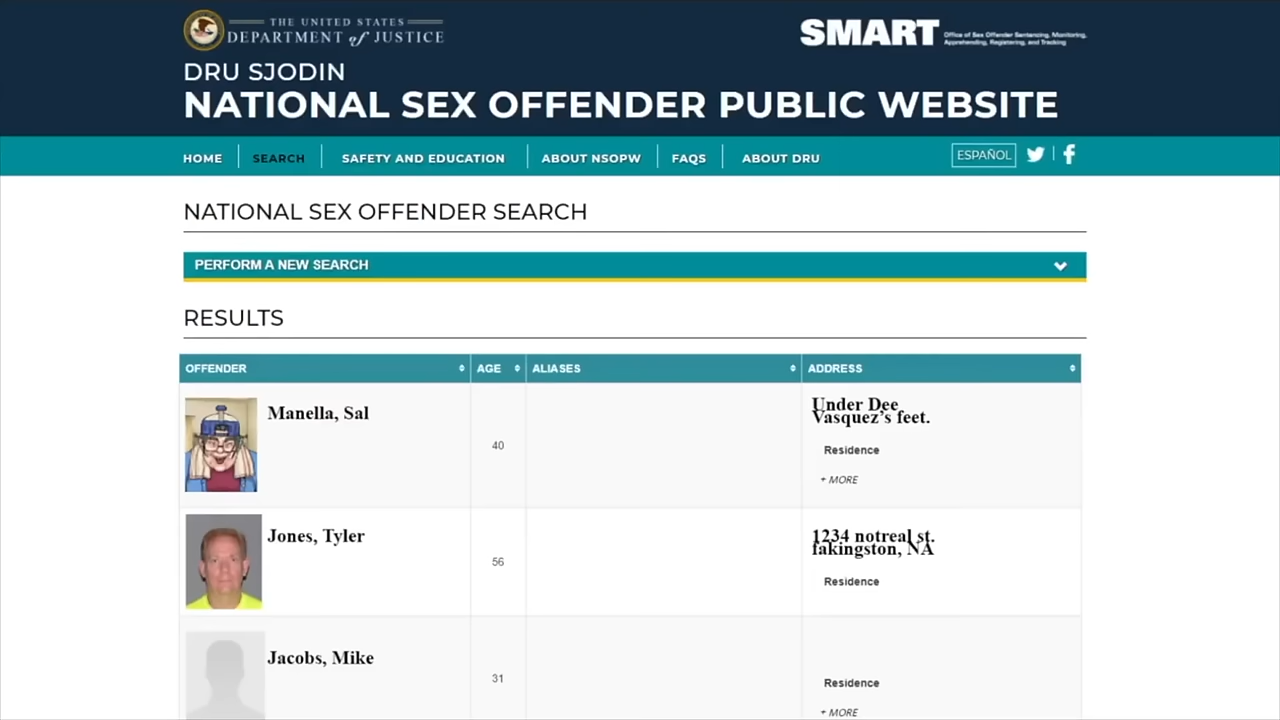 THE UNITED STATES
DEPARTMENT of JUSTICE
SMART
Office of Sex Offender Sentencing, Monitoring,
Apprehending, Registering, and Tracking
DRU SJODIN
NATIONAL SEX OFFENDER PUBLIC WEBSITE
HOME
SEARCH
SAFETY AND EDUCATION
ABOUT NSOPW
FAQS
ABOUT DRU
ESPAÑOL
NATIONAL SEX OFFENDER SEARCH
PERFORM A NEW SEARCH
RESULTS
OFFENDER
AGE
ALIASES
ADDRESS
Manella, Sal
40
Under Dee
Vasquez's feet.
Residence
+ MORE
Jones, Tyler
56
1234 notreal st.
fakingston, NA
Residence
Jacobs, Mike
31
Residence
+ MORE